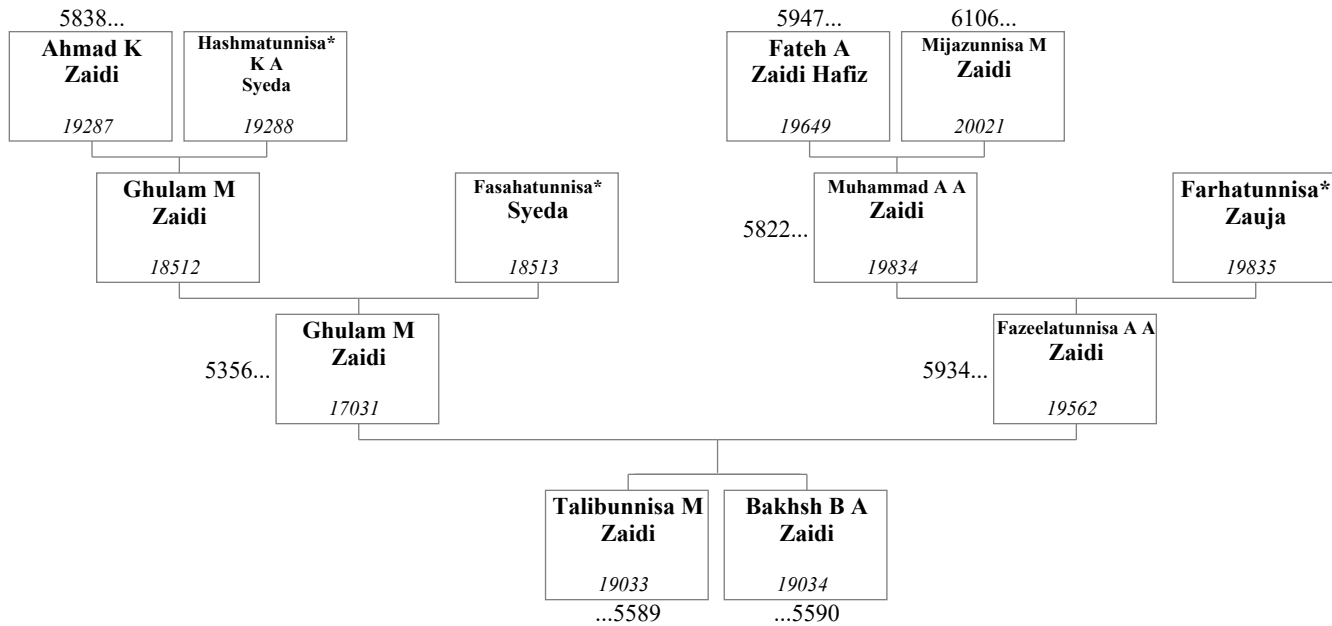 5838...
Ahmad K
Zaidi
19287
Hashmatunnisa*
K A
Syeda
19288
5947...
Fateh A
Zaidi Hafiz
19649
6106...
Mijazunnisa M
Zaidi
20021
Ghulam M
Zaidi
18512
Fasahatunnisa*
Syeda
18513
5822...
Muhammad A A
Zaidi
19834
Farhatunnisa*
Zauja
19835
5356...
Ghulam M
Zaidi
17031
5934...
Fazeelatunnisa A A
Zaidi
19562
Talibunnisa M
Zaidi
19033
...5589
Bakhsh B A
Zaidi
19034
...5590